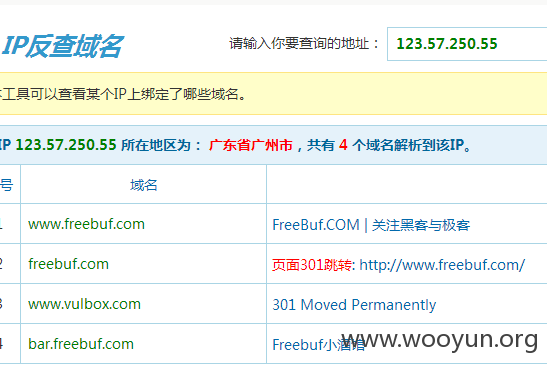 IP反查域名
请输入你要查询的地址： 123.57.250.55
工具可以查看某个IP上绑定了哪些域名。
IP 123.57.250.55 所在地区为： 广东省广州市，共有 4 个域名解析到该IP。
号 域名
1 www.freebuf.com FreeBuf.COM | 关注黑客与极客
2 freebuf.com 页面301跳转: http://www.freebuf.com/
3 www.vulbox.com 301 Moved Permanently
4 bar.freebuf.com Freebuf小酒馆
www.wooyun.org